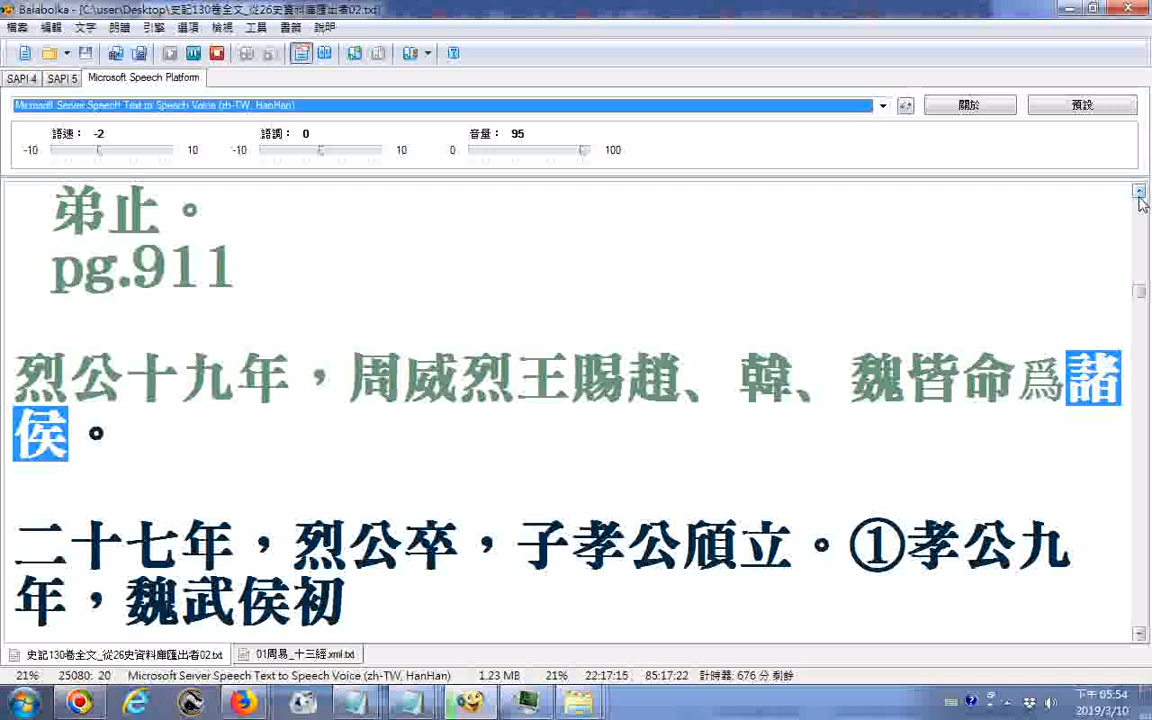 Balabolka - [C:\user\Desktop\史記130卷全文_從26史資料庫匯出者02.txt]
檔案 編輯 文字 朗讀 引擎 選項 檢視 工具 書籤 說明
SAPI 4 SAPI 5 Microsoft Speech Platform
Microsoft Server Speech Text to Speech Voice (zh-TW, HanHan) 關於 預設
語速： -2 語調： 0 音量： 95
-10 10 -10 10 0 100
弟止。
pg.911
烈公十九年，周威烈王賜趙、韓、魏皆命爲諸
侯。
二十七年，烈公卒，子孝公頎立。①孝公九
年，魏武侯初
史記130卷全文_從26史資料庫匯出者02.txt 01周易_十三經.xml.txt
21% 25080: 20 Microsoft Server Speech Text to Speech Voice (zh-TW, HanHan) 1.23 MB 21% 22:17:15 85:17:22 計時器: 676 分 剩餘
下午 05:54
2019/3/10